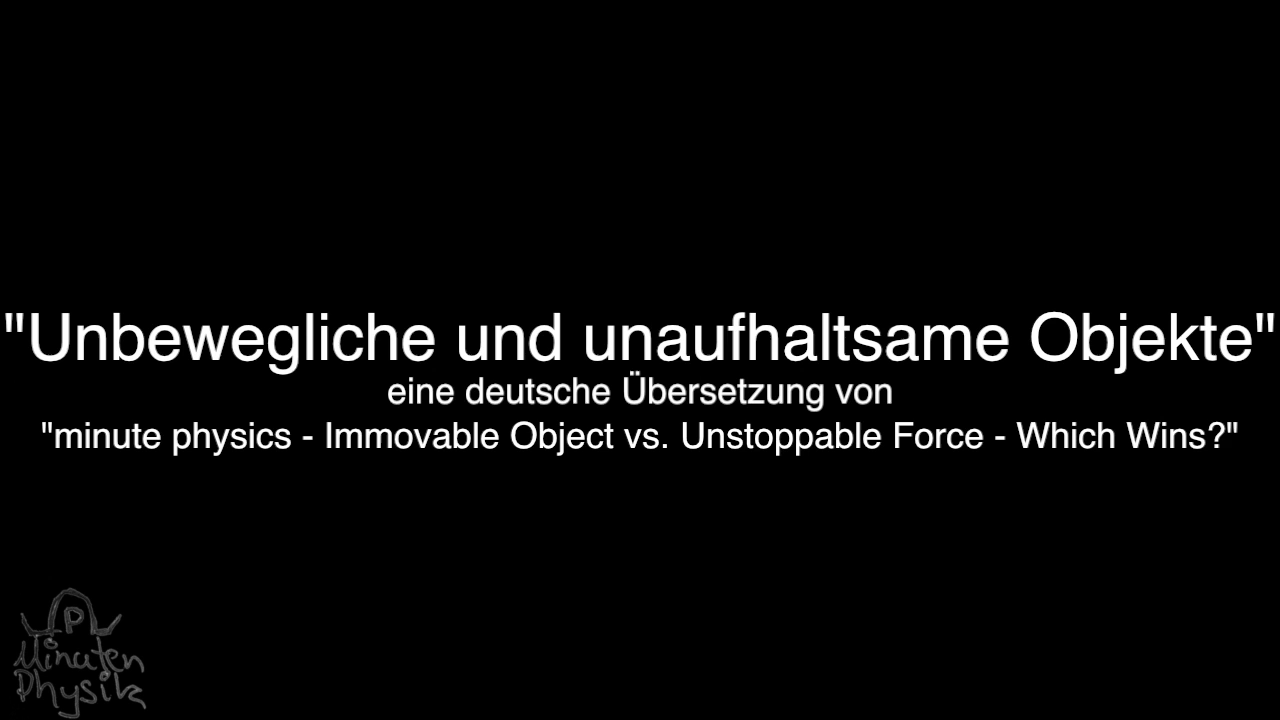 "Unbewegliche und unaufhaltsame Objekte"
eine deutsche Übersetzung von
"minute physics - Immovable Object vs. Unstoppable Force - Which Wins?"
P
Minuten
Physik